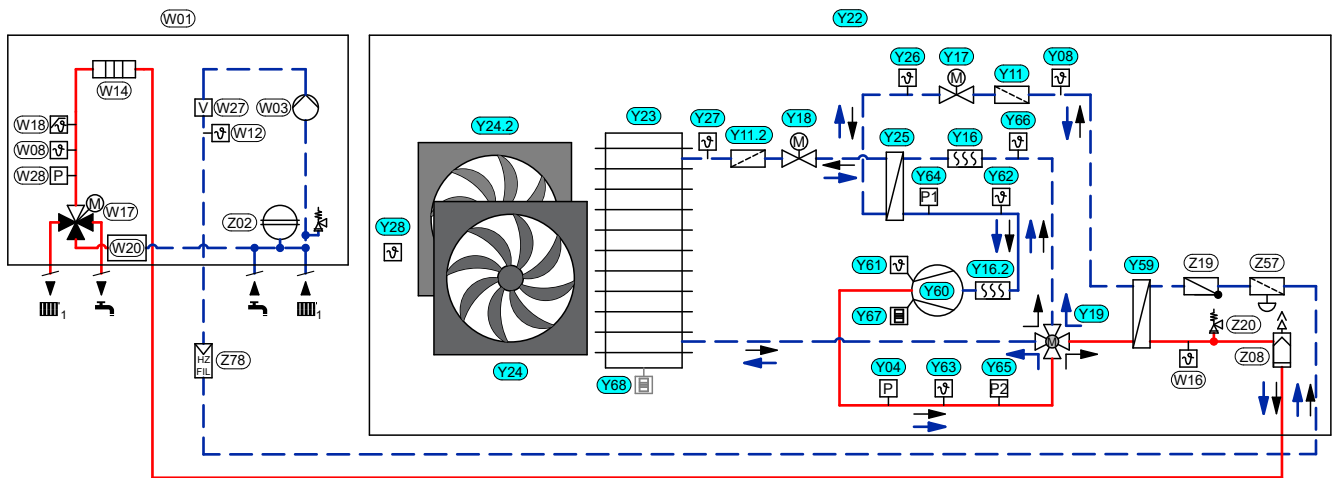 W01
Y22
W14
V
W27
W03
W18
W12
W08
W28
P
M
W17
Z02
W20
1
1
HZ
FIL
Z78
Y24.2
Y28
Y24
Y23
Y68
Y27
Y11.2
Y18
M
Y26
Y17
M
Y11
Y08
Y25
Y16
Y66
Y64
P1
Y62
Y61
Y60
Y16.2
Y67
Y19
M
Y04
P
Y63
Y65
P2
Y59
Z19
Z57
Z20
W16
Z08